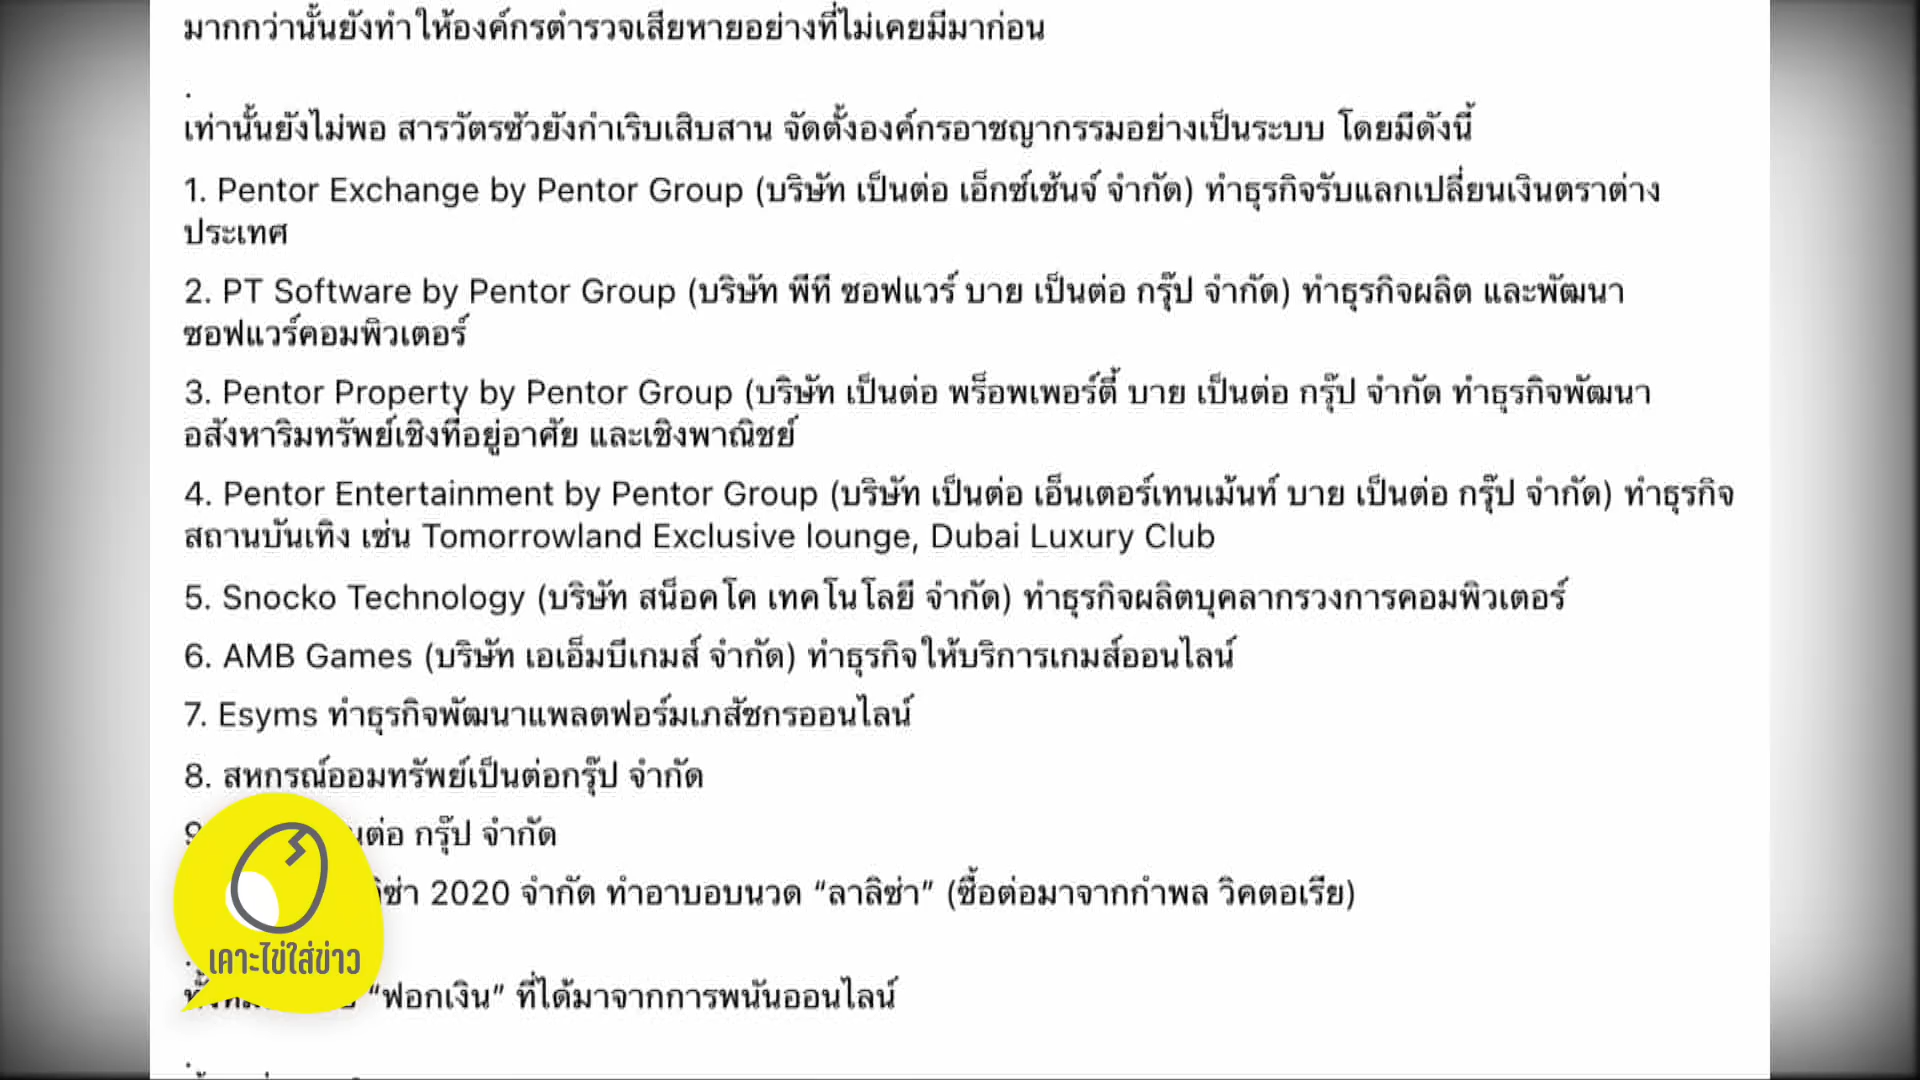 มากกว่านั้นยังทำให้องค์กรตำรวจเสียหายอย่างที่ไม่เคยมีมาก่อน
.
เท่านั้นยังไม่พอ สารวัตรซัวยังกำเริบเสิบสาน จัดตั้งองค์กรอาชญากรรมอย่างเป็นระบบ โดยมีดังนี้
1. Pentor Exchange by Pentor Group (บริษัท เป็นต่อ เอ็กซ์เช้นจ์ จำกัด) ทำธุรกิจรับแลกเปลี่ยนเงินตราต่าง
ประเทศ
2. PT Software by Pentor Group (บริษัท พีที ซอฟแวร์ บาย เป็นต่อ กรุ๊ป จำกัด) ทำธุรกิจผลิต และพัฒนา
ซอฟแวร์คอมพิวเตอร์
3. Pentor Property by Pentor Group (บริษัท เป็นต่อ พร็อพเพอร์ตี้ บาย เป็นต่อ กรุ๊ป จำกัด ทำธุรกิจพัฒนา
อสังหาริมทรัพย์เชิงที่อยู่อาศัย และเชิงพาณิชย์
4. Pentor Entertainment by Pentor Group (บริษัท เป็นต่อ เอ็นเตอร์เทนเม้นท์ บาย เป็นต่อ กรุ๊ป จำกัด) ทำธุรกิจ
สถานบันเทิง เช่น Tomorrowland Exclusive lounge, Dubai Luxury Club
5. Snocko Technology (บริษัท สน็อคโค เทคโนโลยี จำกัด) ทำธุรกิจผลิตบุคลากรวงการคอมพิวเตอร์
6. AMB Games (บริษัท เอเอ็มบีเกมส์ จำกัด) ทำธุรกิจให้บริการเกมส์ออนไลน์
7. Esyms ทำธุรกิจพัฒนาแพลตฟอร์มเภสัชกรออนไลน์
8. สหกรณ์ออมทรัพย์เป็นต่อกรุ๊ป จำกัด
กรุ๊ป จำกัด
2020 จำกัด ทำอาบอบนวด “ลาลิซ่า” (ซื้อต่อมาจากกำพล วิคตอเรีย)
.
“ฟอกเงิน” ที่ได้มาจากการพนันออนไลน์
.
เคาะไข่ใส่ข่าว